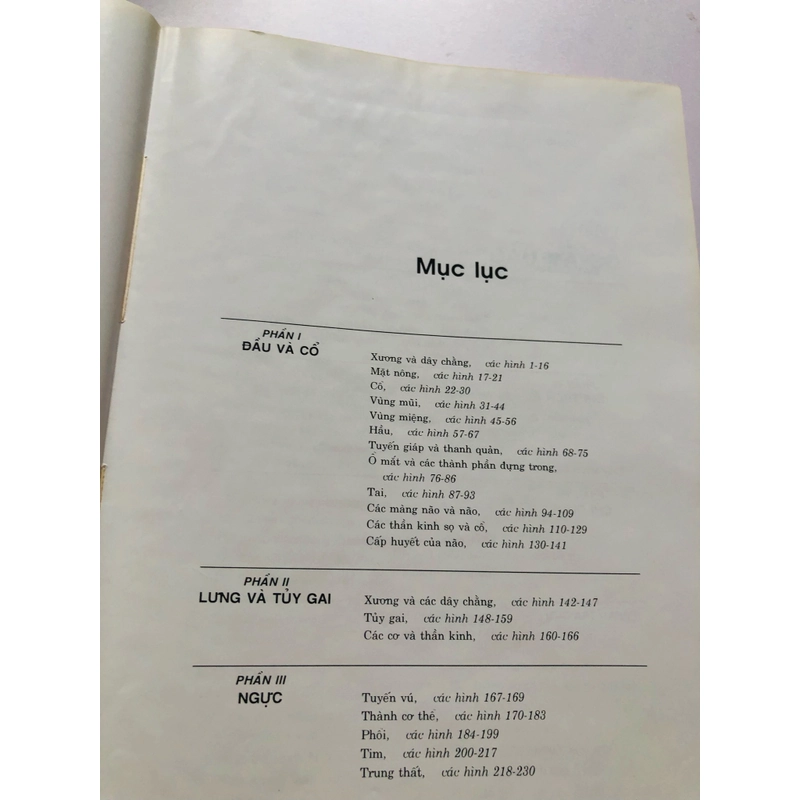 Mục lục
PHẦN I
ĐẦU VÀ CỔ
Xương và dây chằng, các hình 1-16
Mặt nông, các hình 17-21
Cổ, các hình 22-30
Vùng mũi, các hình 31-44
Vùng miệng, các hình 45-56
Hầu, các hình 57-67
Tuyến giáp và thanh quản, các hình 68-75
Ổ mắt và các thành phần đựng trong,
các hình 76-86
Tai, các hình 87-93
Các màng não và não, các hình 94-109
Các thần kinh sọ và cổ, các hình 110-129
Cấp huyết của não, các hình 130-141
PHẦN II
LƯNG VÀ TỦY GAI
Xương và các dây chằng, các hình 142-147
Tủy gai, các hình 148-159
Các cơ và thần kinh, các hình 160-166
PHẦN III
NGỰC
Tuyến vú, các hình 167-169
Thành cơ thể, các hình 170-183
Phổi, các hình 184-199
Tim, các hình 200-217
Trung thất, các hình 218-230